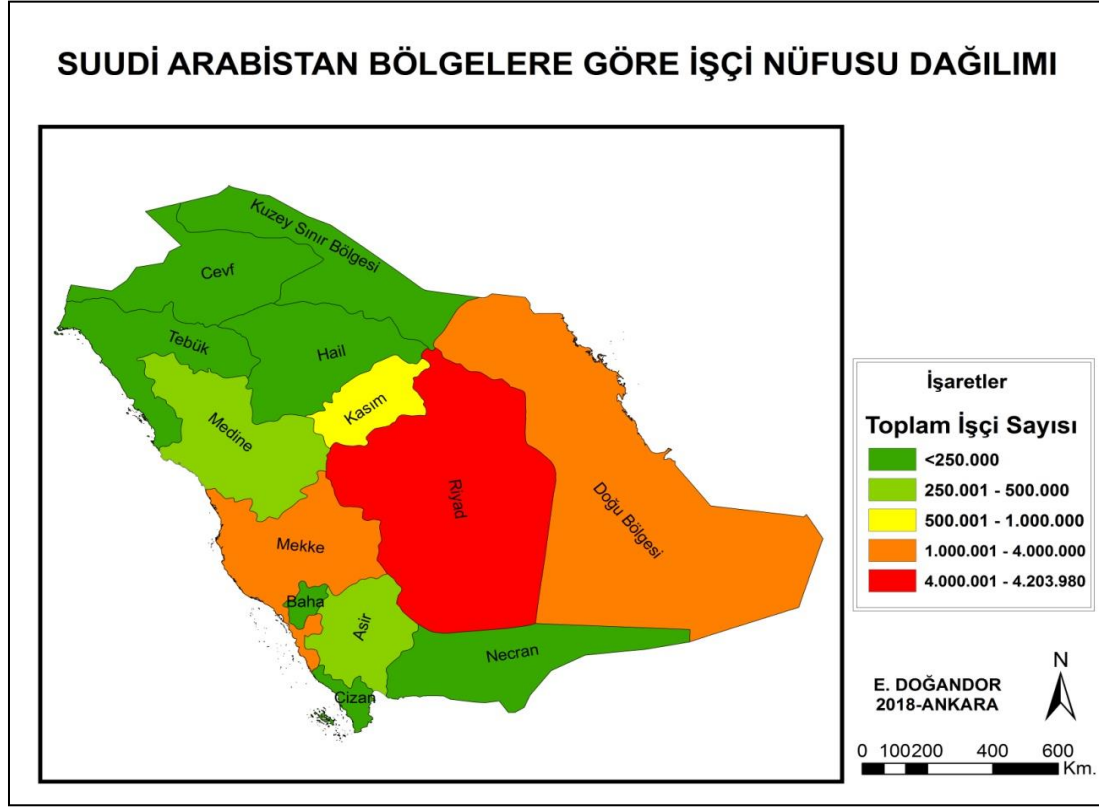 SUUDİ ARABİSTAN BÖLGELERE GÖRE İŞÇİ NÜFUSU DAĞILIMI
Kuzey Sınır Bölgesi
Cevf
Tebük
Hail
Kasım
Medine
Riyad
Doğu Bölgesi
Mekke
Baha
Asir
Necran
Cizan
İşaretler
Toplam İşçi Sayısı
<250.000
250.001 - 500.000
500.001 - 1.000.000
1.000.001 - 4.000.000
4.000.001 - 4.203.980
E. DOĞANDOR
2018-ANKARA
N
0 100200 400 600
Km.